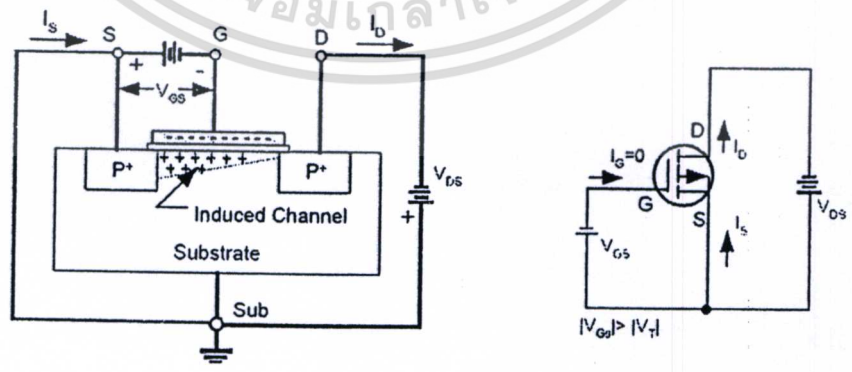 I_S
S
G
D
I_D
+
-
V_GS
P+
P+
Induced Channel
Substrate
V_DS
+
Sub
D
I_D
I_G=0
G
S
I_S
V_GS
V_DS
|V_GS|> |V_T|